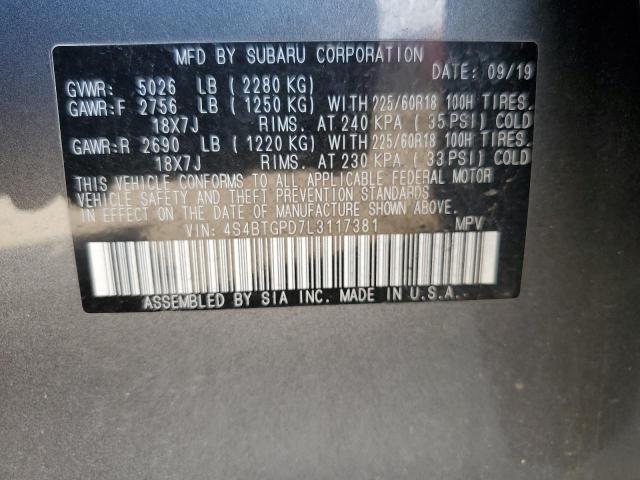 MFD BY SUBARU CORPORATION
DATE: 09/19
GVWR: 5026 LB (2280 KG)
GAWR:F 2756 LB (1250 KG) WITH 225/60R18 100H TIRES.
18X7J RIMS. AT 240 KPA (35 PSI) COLD
GAWR:R 2690 LB (1220 KG) WITH 225/60R18 100H TIRES.
18X7J RIMS. AT 230 KPA (33 PSI) COLD
THIS VEHICLE CONFORMS TO ALL APPLICABLE FEDERAL MOTOR
VEHICLE SAFETY AND THEFT PREVENTION STANDARDS
IN EFFECT ON THE DATE OF MANUFACTURE SHOWN ABOVE.
VIN: 4S4BTGPD7L3117381 MPV
ASSEMBLED BY SIA INC. MADE IN U.S.A.